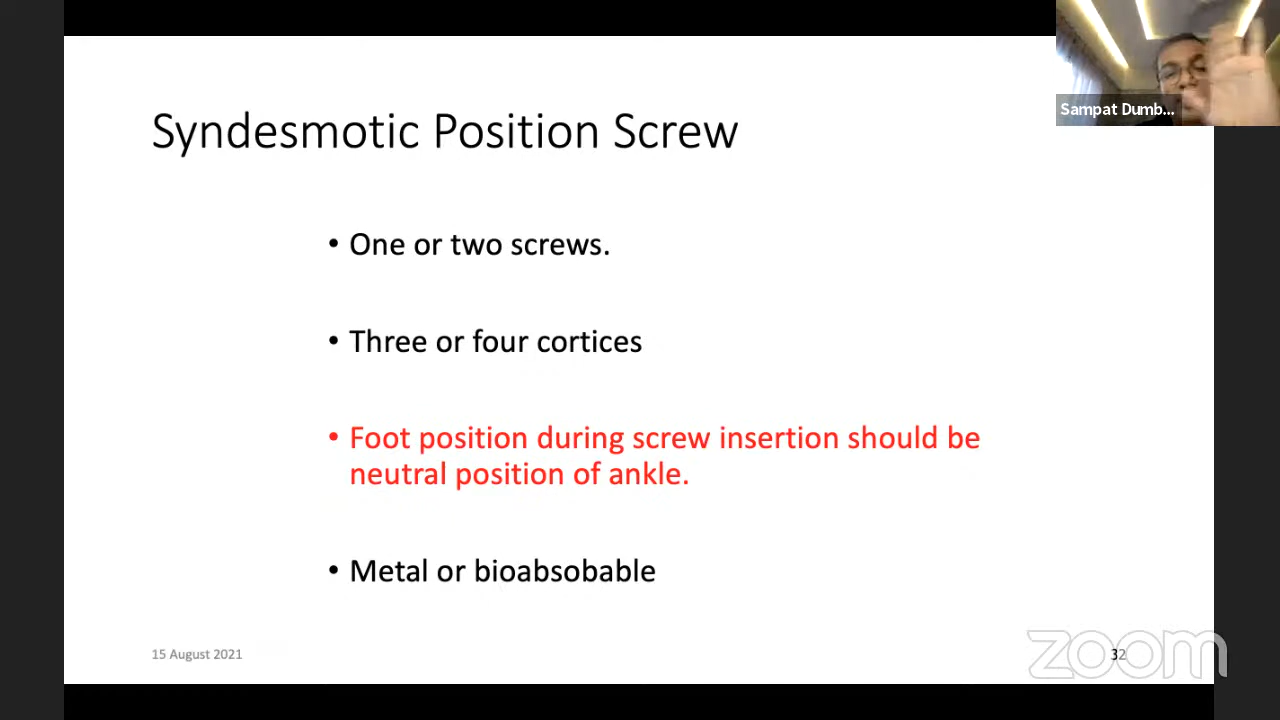 Sampat Dumb...
Syndesmotic Position Screw
• One or two screws.
• Three or four cortices
• Foot position during screw insertion should be
neutral position of ankle.
• Metal or bioabsobable
15 August 2021
32
zoom